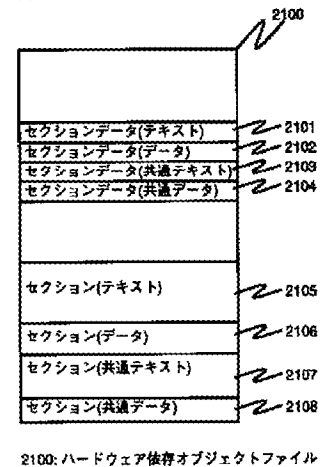 2100
セクションデータ(テキスト) 2101
セクションデータ(データ) 2102
セクションデータ(共通テキスト) 2103
セクションデータ(共通データ) 2104
セクション(テキスト) 2105
セクション(データ) 2106
セクション(共通テキスト) 2107
セクション(共通データ) 2108
2100: ハードウェア依存オブジェクトファイル